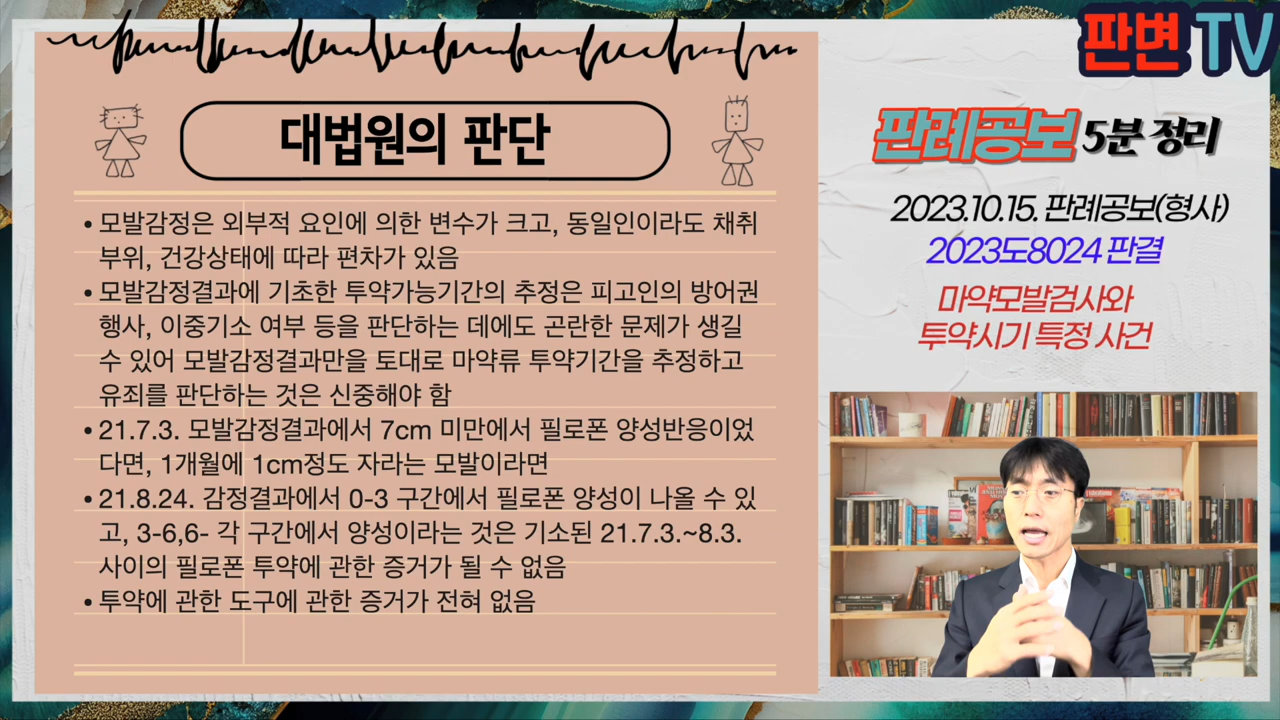 판변 TV
대법원의 판단
• 모발감정은 외부적 요인에 의한 변수가 크고, 동일인이라도 채취
부위, 건강상태에 따라 편차가 있음
• 모발감정결과에 기초한 투약가능기간의 추정은 피고인의 방어권
행사, 이중기소 여부 등을 판단하는 데에도 곤란한 문제가 생길
수 있어 모발감정결과만을 토대로 마약류 투약기간을 추정하고
유죄를 판단하는 것은 신중해야 함
• 21.7.3. 모발감정결과에서 7cm 미만에서 필로폰 양성반응이었
다면, 1개월에 1cm정도 자라는 모발이라면
• 21.8.24. 감정결과에서 0-3 구간에서 필로폰 양성이 나올 수 있
고, 3-6,6- 각 구간에서 양성이라는 것은 기소된 21.7.3.~8.3.
사이의 필로폰 투약에 관한 증거가 될 수 없음
• 투약에 관한 도구에 관한 증거가 전혀 없음
판례공보 5분 정리
2023.10.15. 판례공보(형사)
2023도8024 판결
마약모발검사와
투약시기 특정 사건